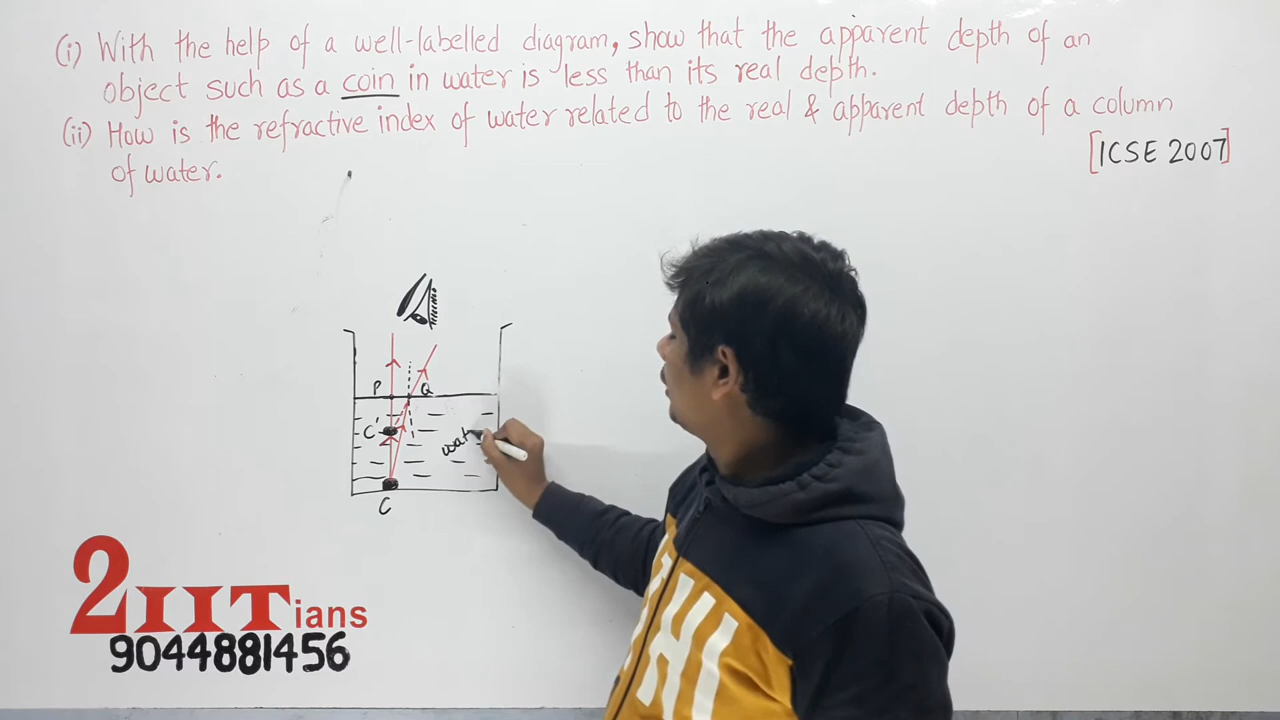 (i) With the help of a well-labelled diagram, show that the apparent depth of an
object such as a coin in water is less than its real depth.
(ii) How is the refractive index of water related to the real & apparent depth of a column
of water.
[ICSE 2007]
P
Q
C'
wat
C
2IITians
9044881456